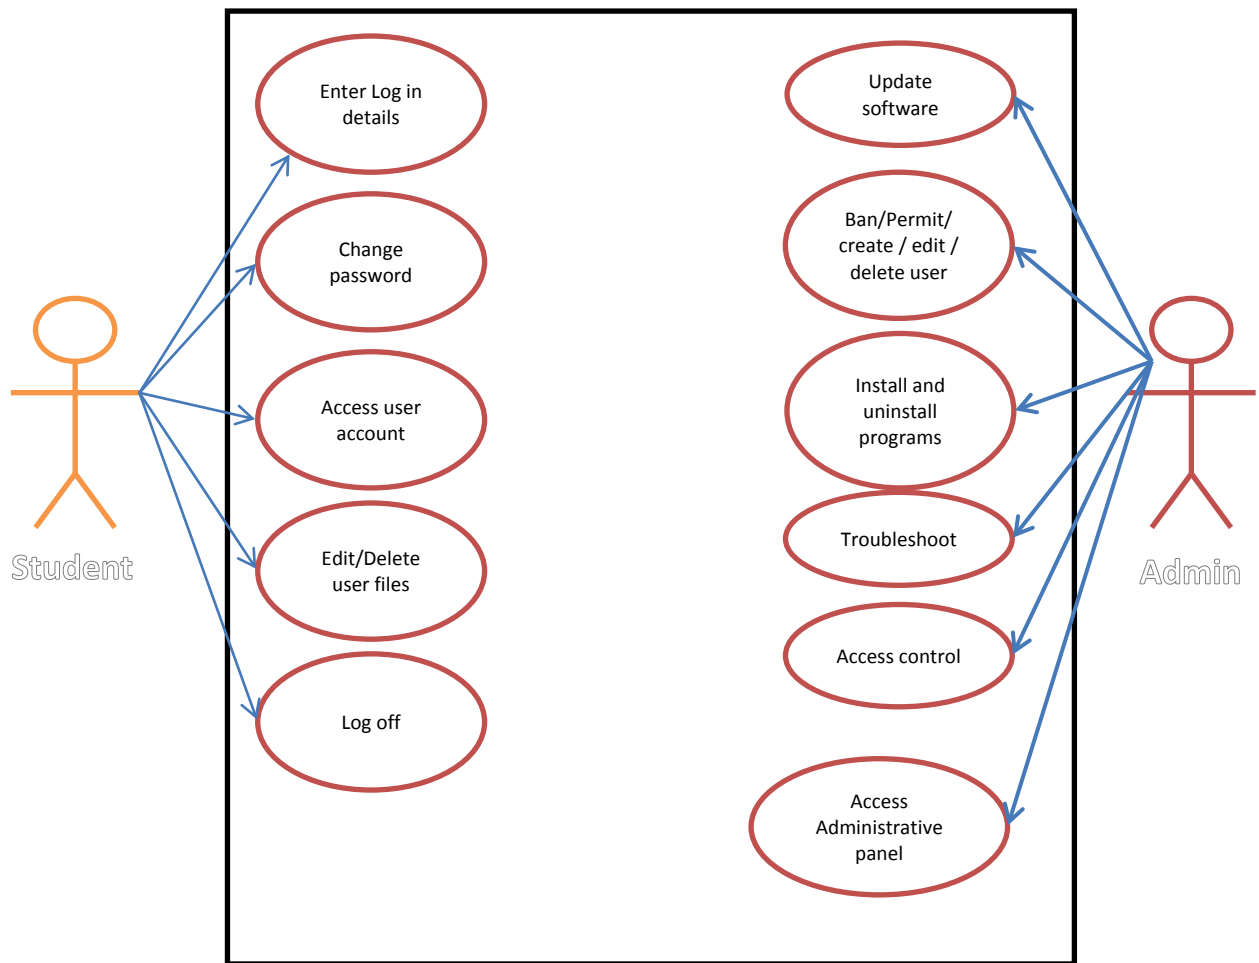 Enter Log in
details
Change
password
Access user
account
Edit/Delete
user files
Log off
Student
Update
software
Ban/Permit/
create / edit /
delete user
Install and
uninstall
programs
Troubleshoot
Access control
Access
Administrative
panel
Admin